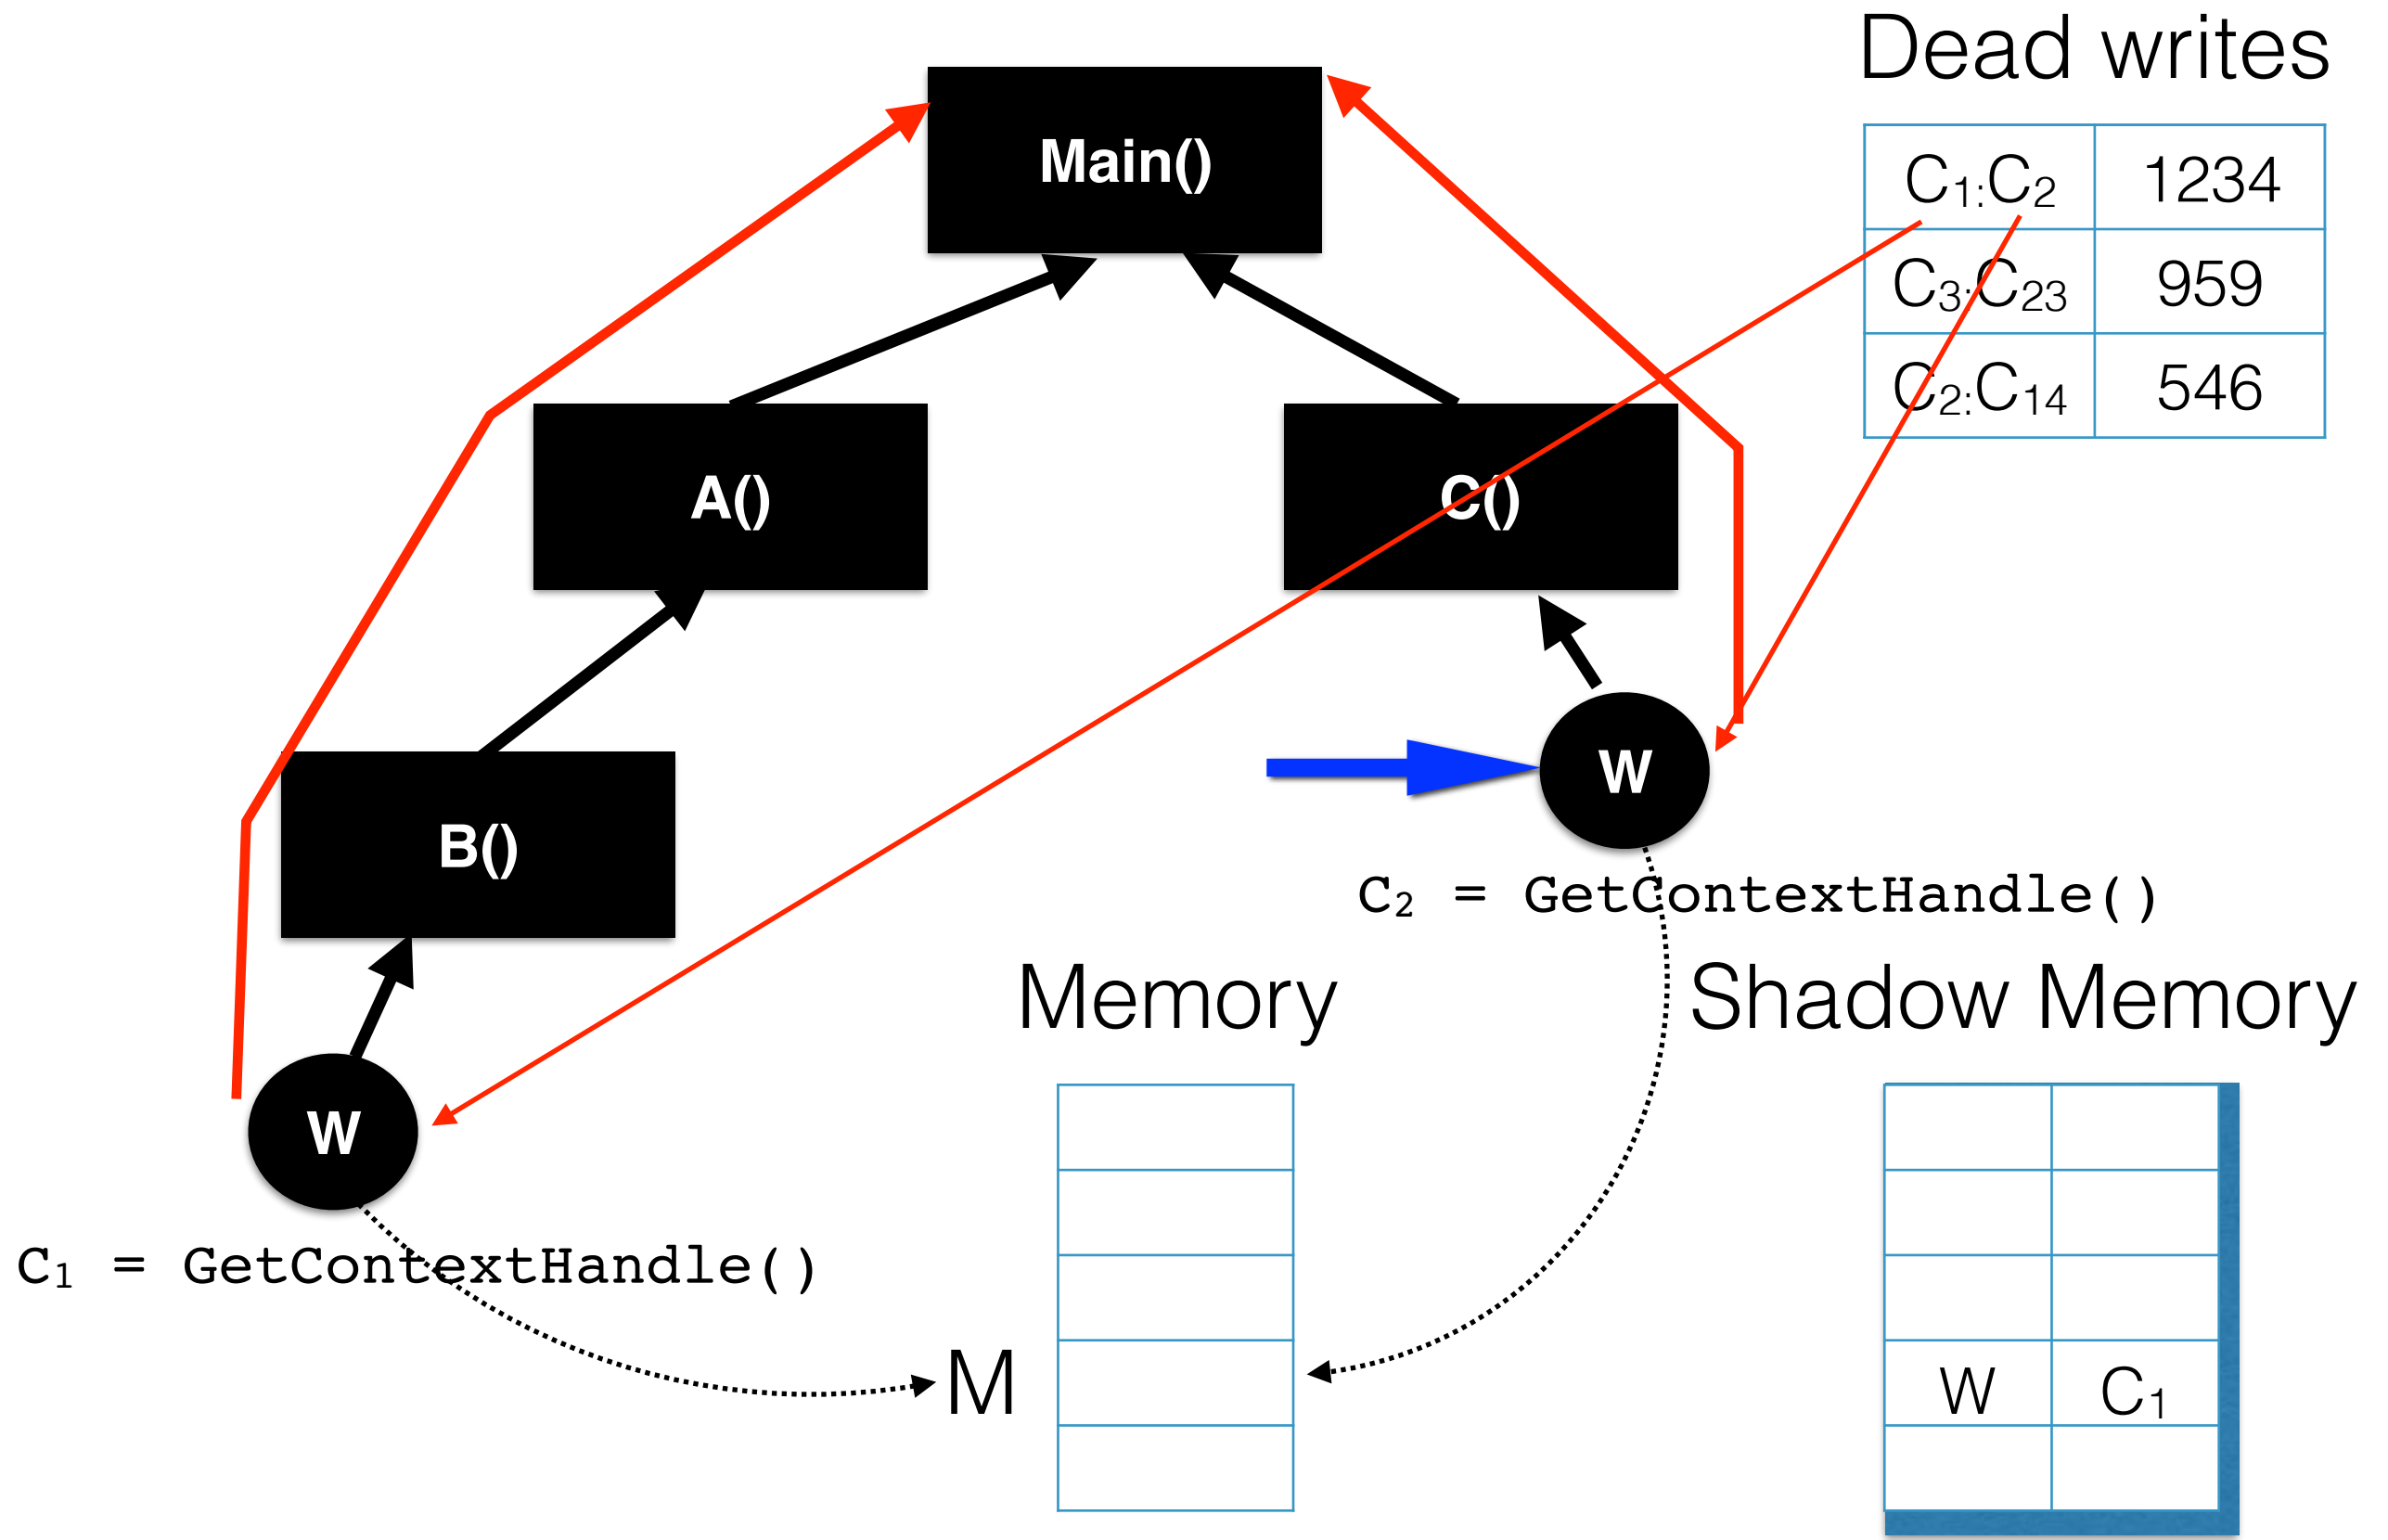 Dead writes
Main()
C₁:C₂ 1234
C₃:C₂₃ 959
C₂:C₁₄ 546
A()
C()
W
B()
C₂ = GetContextHandle()
Memory
Shadow Memory
W
C₁ = GetContextHandle()
M
W C₁